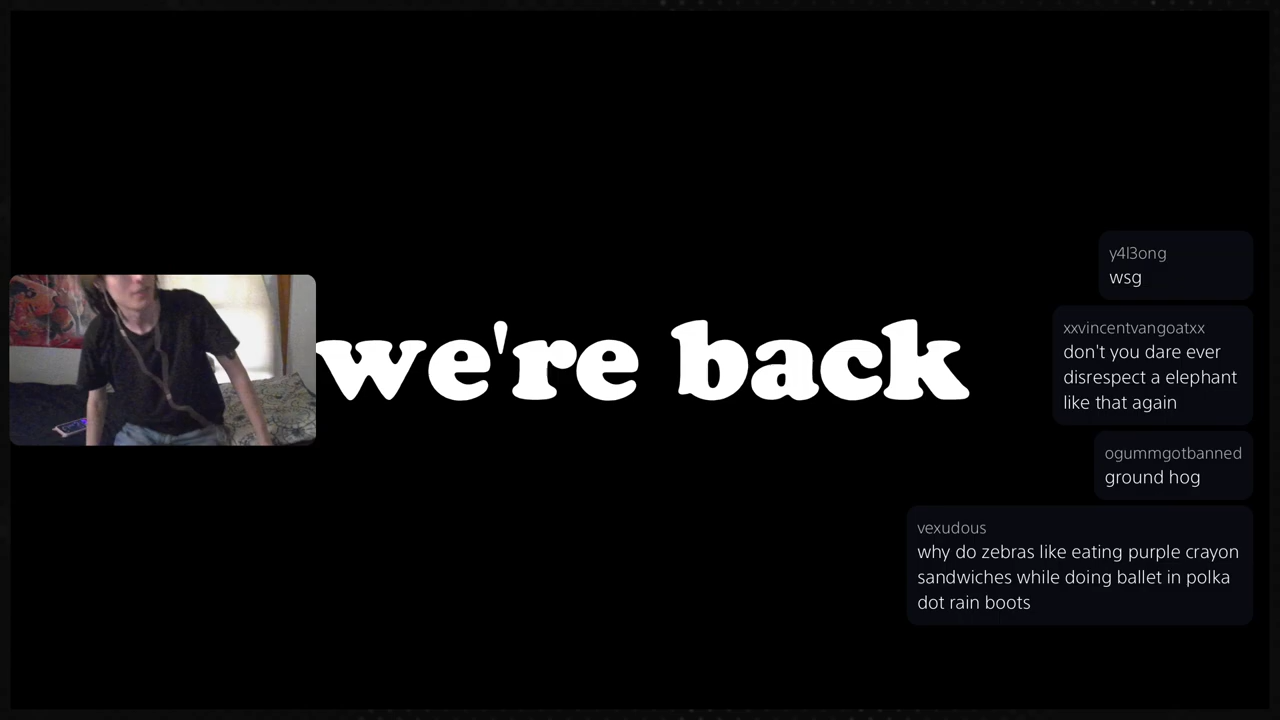 we're back
y4l3ong
wsg
xxvincentvangoatxx
don't you dare ever
disrespect a elephant
like that again
ogummgotbanned
ground hog
vexudous
why do zebras like eating purple crayon
sandwiches while doing ballet in polka
dot rain boots